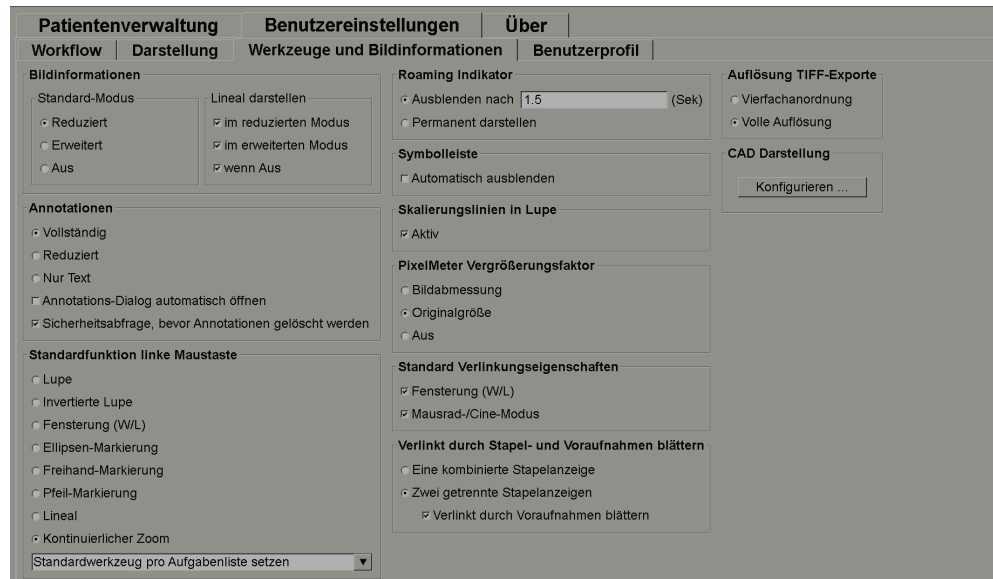 Patientenverwaltung Benutzereinstellungen Über
Workflow Darstellung Werkzeuge und Bildinformationen Benutzerprofil
Bildinformationen
Standard-Modus
Reduziert
Erweitert
Aus
Lineal darstellen
im reduzierten Modus
im erweiterten Modus
wenn Aus
Annotationen
Vollständig
Reduziert
Nur Text
Annotations-Dialog automatisch öffnen
Sicherheitsabfrage, bevor Annotationen gelöscht werden
Standardfunktion linke Maustaste
Lupe
Invertierte Lupe
Fensterung (W/L)
Ellipsen-Markierung
Freihand-Markierung
Pfeil-Markierung
Lineal
Kontinuierlicher Zoom
Standardwerkzeug pro Aufgabenliste setzen
Roaming Indikator
Ausblenden nach 1.5 (Sek)
Permanent darstellen
Symbolleiste
Automatisch ausblenden
Skalierungslinien in Lupe
Aktiv
PixelMeter Vergrößerungsfaktor
Bildabmessung
Originalgröße
Aus
Standard Verlinkungseigenschaften
Fensterung (W/L)
Mausrad-/Cine-Modus
Verlinkt durch Stapel- und Voraufnahmen blättern
Eine kombinierte Stapelanzeige
Zwei getrennte Stapelanzeigen
Verlinkt durch Voraufnahmen blättern
Auflösung TIFF-Exporte
Vierfachanordnung
Volle Auflösung
CAD Darstellung
Konfigurieren ...